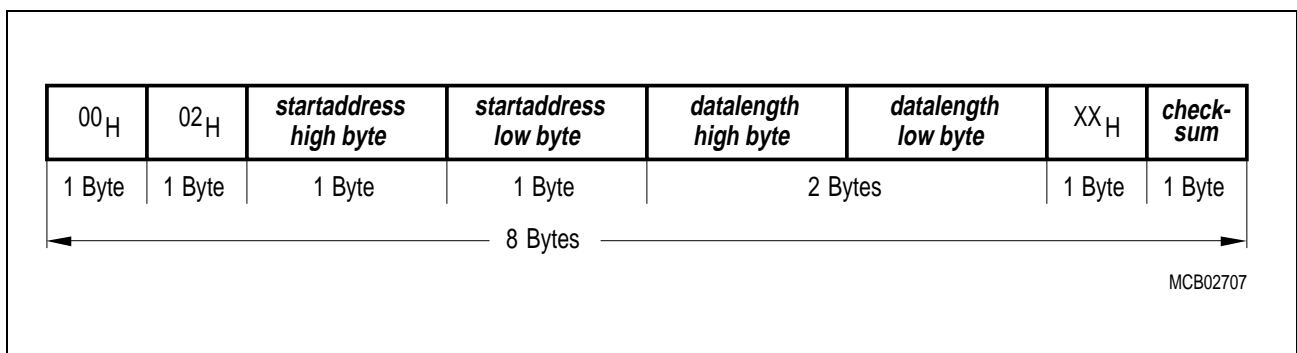 00H 02H startaddress high byte startaddress low byte datalength high byte datalength low byte XXH check-sum
1 Byte 1 Byte 1 Byte 1 Byte 2 Bytes 1 Byte 1 Byte
8 Bytes
MCB02707